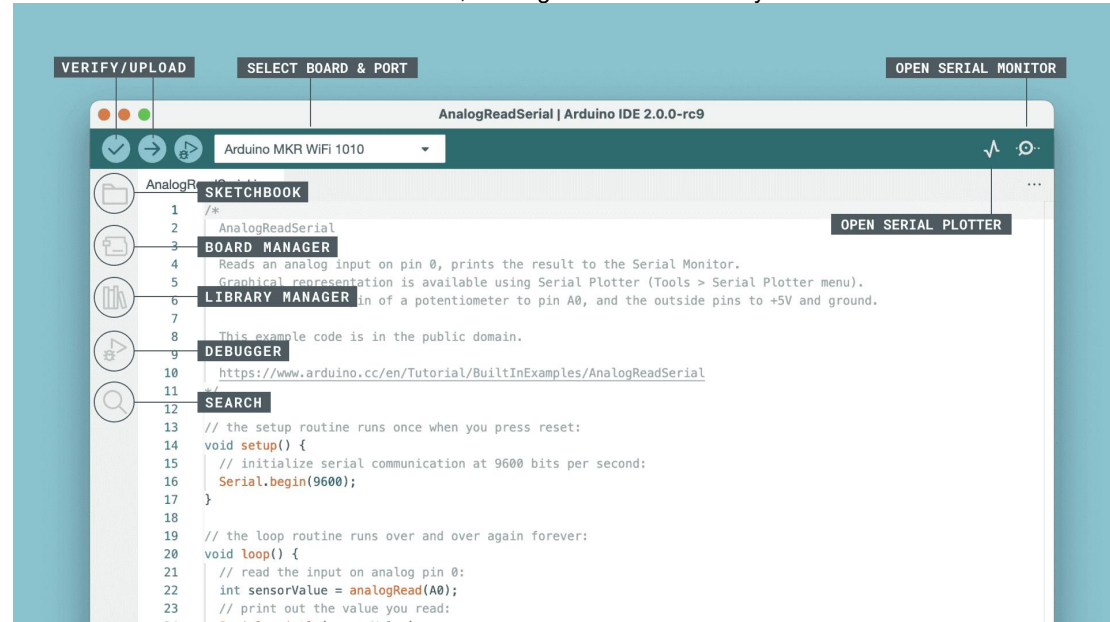 VERIFY/UPLOAD
SELECT BOARD & PORT
OPEN SERIAL MONITOR
AnalogReadSerial | Arduino IDE 2.0.0-rc9
Arduino MKR WiFi 1010
AnalogR
SKETCHBOOK
...
1 /*
2 AnalogReadSerial
OPEN SERIAL PLOTTER
3
BOARD MANAGER
4 Reads an analog input on pin 0, prints the result to the Serial Monitor.
5 Graphical representation is available using Serial Plotter (Tools > Serial Plotter menu).
LIBRARY MANAGER
6 in of a potentiometer to pin A0, and the outside pins to +5V and ground.
7
8 This example code is in the public domain.
9
DEBUGGER
10 https://www.arduino.cc/en/Tutorial/BuiltInExamples/AnalogReadSerial
11 */
12
SEARCH
13 // the setup routine runs once when you press reset:
14 void setup() {
15 // initialize serial communication at 9600 bits per second:
16 Serial.begin(9600);
17 }
18
19 // the loop routine runs over and over again forever:
20 void loop() {
21 // read the input on analog pin 0:
22 int sensorValue = analogRead(A0);
23 // print out the value you read: